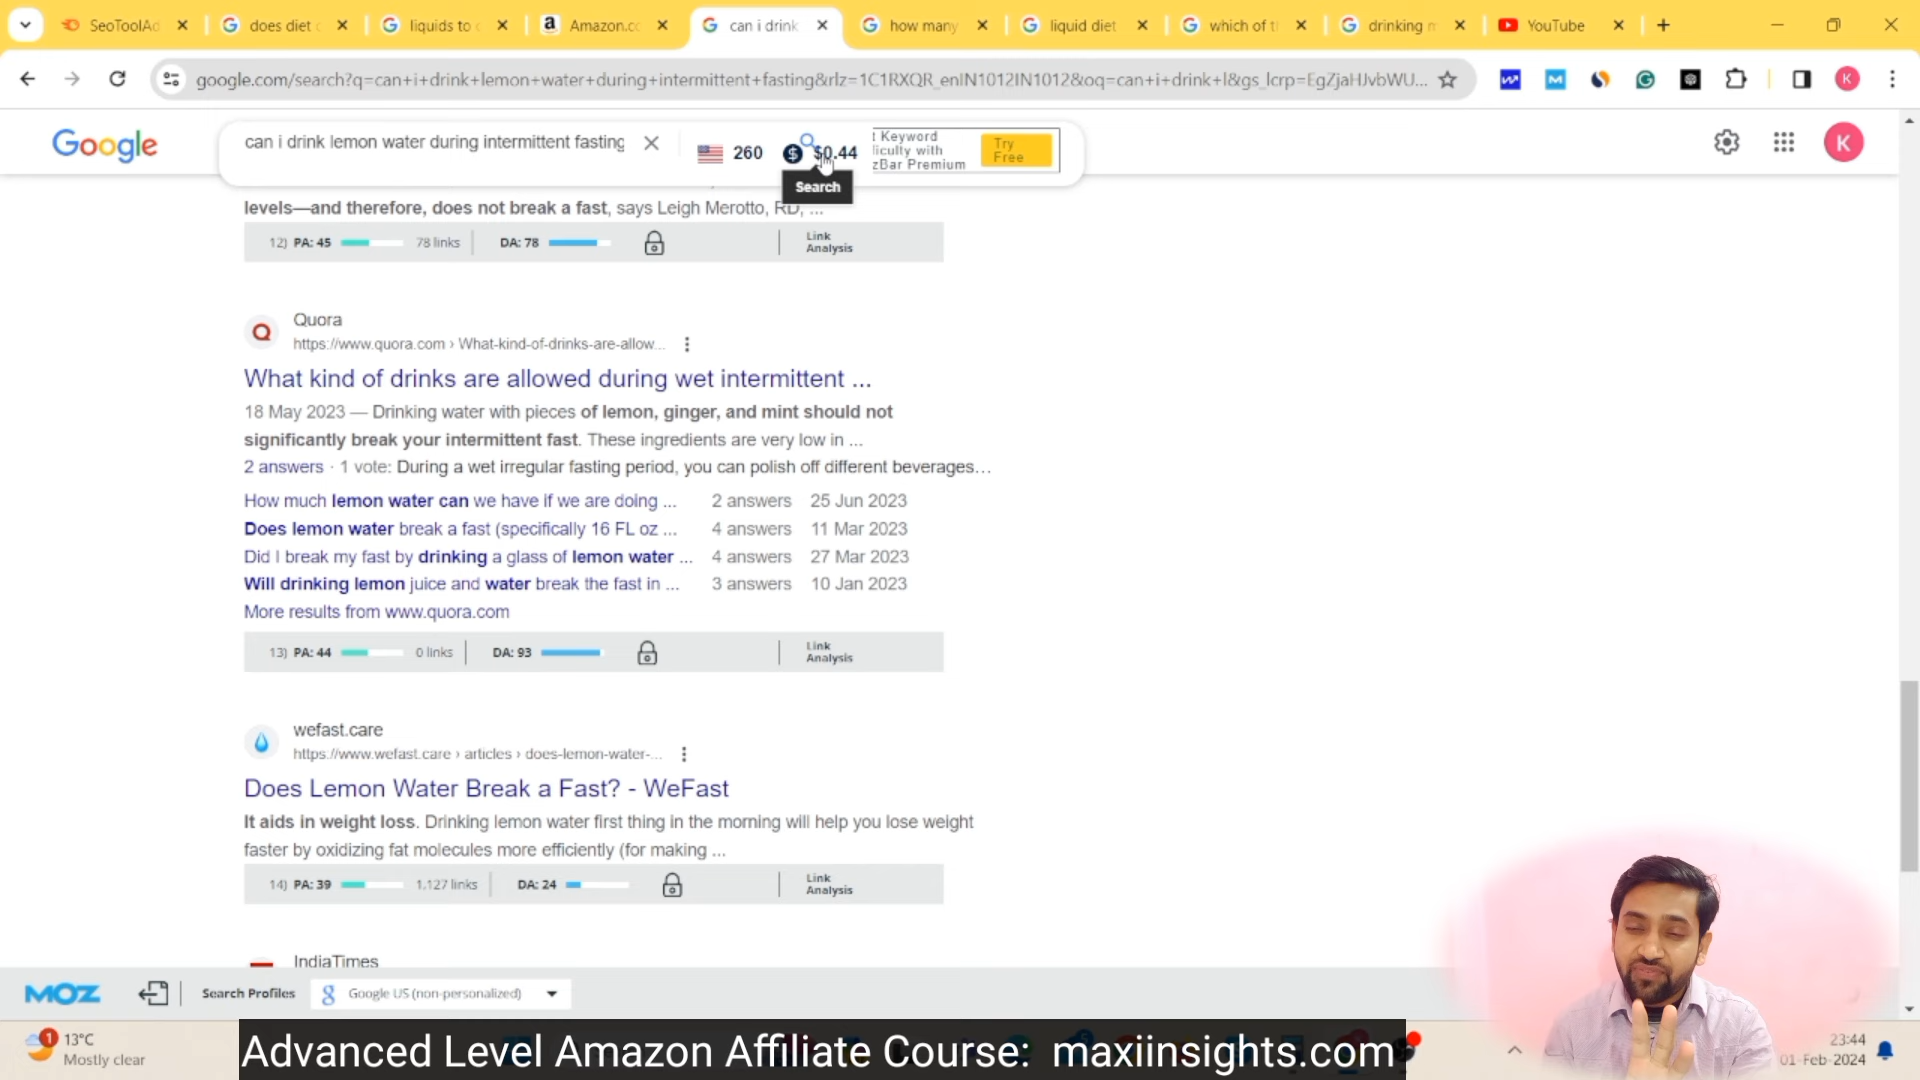 SeoToolAd
does diet
liquids to
Amazon.co
can i drink
how many
liquid diet
which of t
drinking m
YouTube
google.com/search?q=can+i+drink+lemon+water+during+intermittent+fasting&rlz=1C1RXQR_enIN1012IN1012&oq=can+i+drink+l&gs_lcrp=EgZjaHJvbWU...
K
Google
can i drink lemon water during intermittent fasting
260
$0.44
Keyword
iculty with
zBar Premium
Try
Free
K
Search
levels—and therefore, does not break a fast, says Leigh Merotto, RD, ...
12) PA: 45 78 links DA: 78 Link
Analysis
Quora
https://www.quora.com › What-kind-of-drinks-are-allow...
What kind of drinks are allowed during wet intermittent ...
18 May 2023 — Drinking water with pieces of lemon, ginger, and mint should not
significantly break your intermittent fast. These ingredients are very low in ...
2 answers · 1 vote: During a wet irregular fasting period, you can polish off different beverages...
How much lemon water can we have if we are doing ... 2 answers 25 Jun 2023
Does lemon water break a fast (specifically 16 FL oz ... 4 answers 11 Mar 2023
Did I break my fast by drinking a glass of lemon water ... 4 answers 27 Mar 2023
Will drinking lemon juice and water break the fast in ... 3 answers 10 Jan 2023
More results from www.quora.com
13) PA: 44 0 links DA: 93 Link
Analysis
wefast.care
https://www.wefast.care › articles › does-lemon-water-...
Does Lemon Water Break a Fast? - WeFast
It aids in weight loss. Drinking lemon water first thing in the morning will help you lose weight
faster by oxidizing fat molecules more efficiently (for making ...
14) PA: 39 1,127 links DA: 24 Link
Analysis
IndiaTimes
MOZ Search Profiles Google US (non-personalized)
1
13°C
Mostly clear
Advanced Level Amazon Affiliate Course: maxiinsights.com
23:44
01-Feb-2024